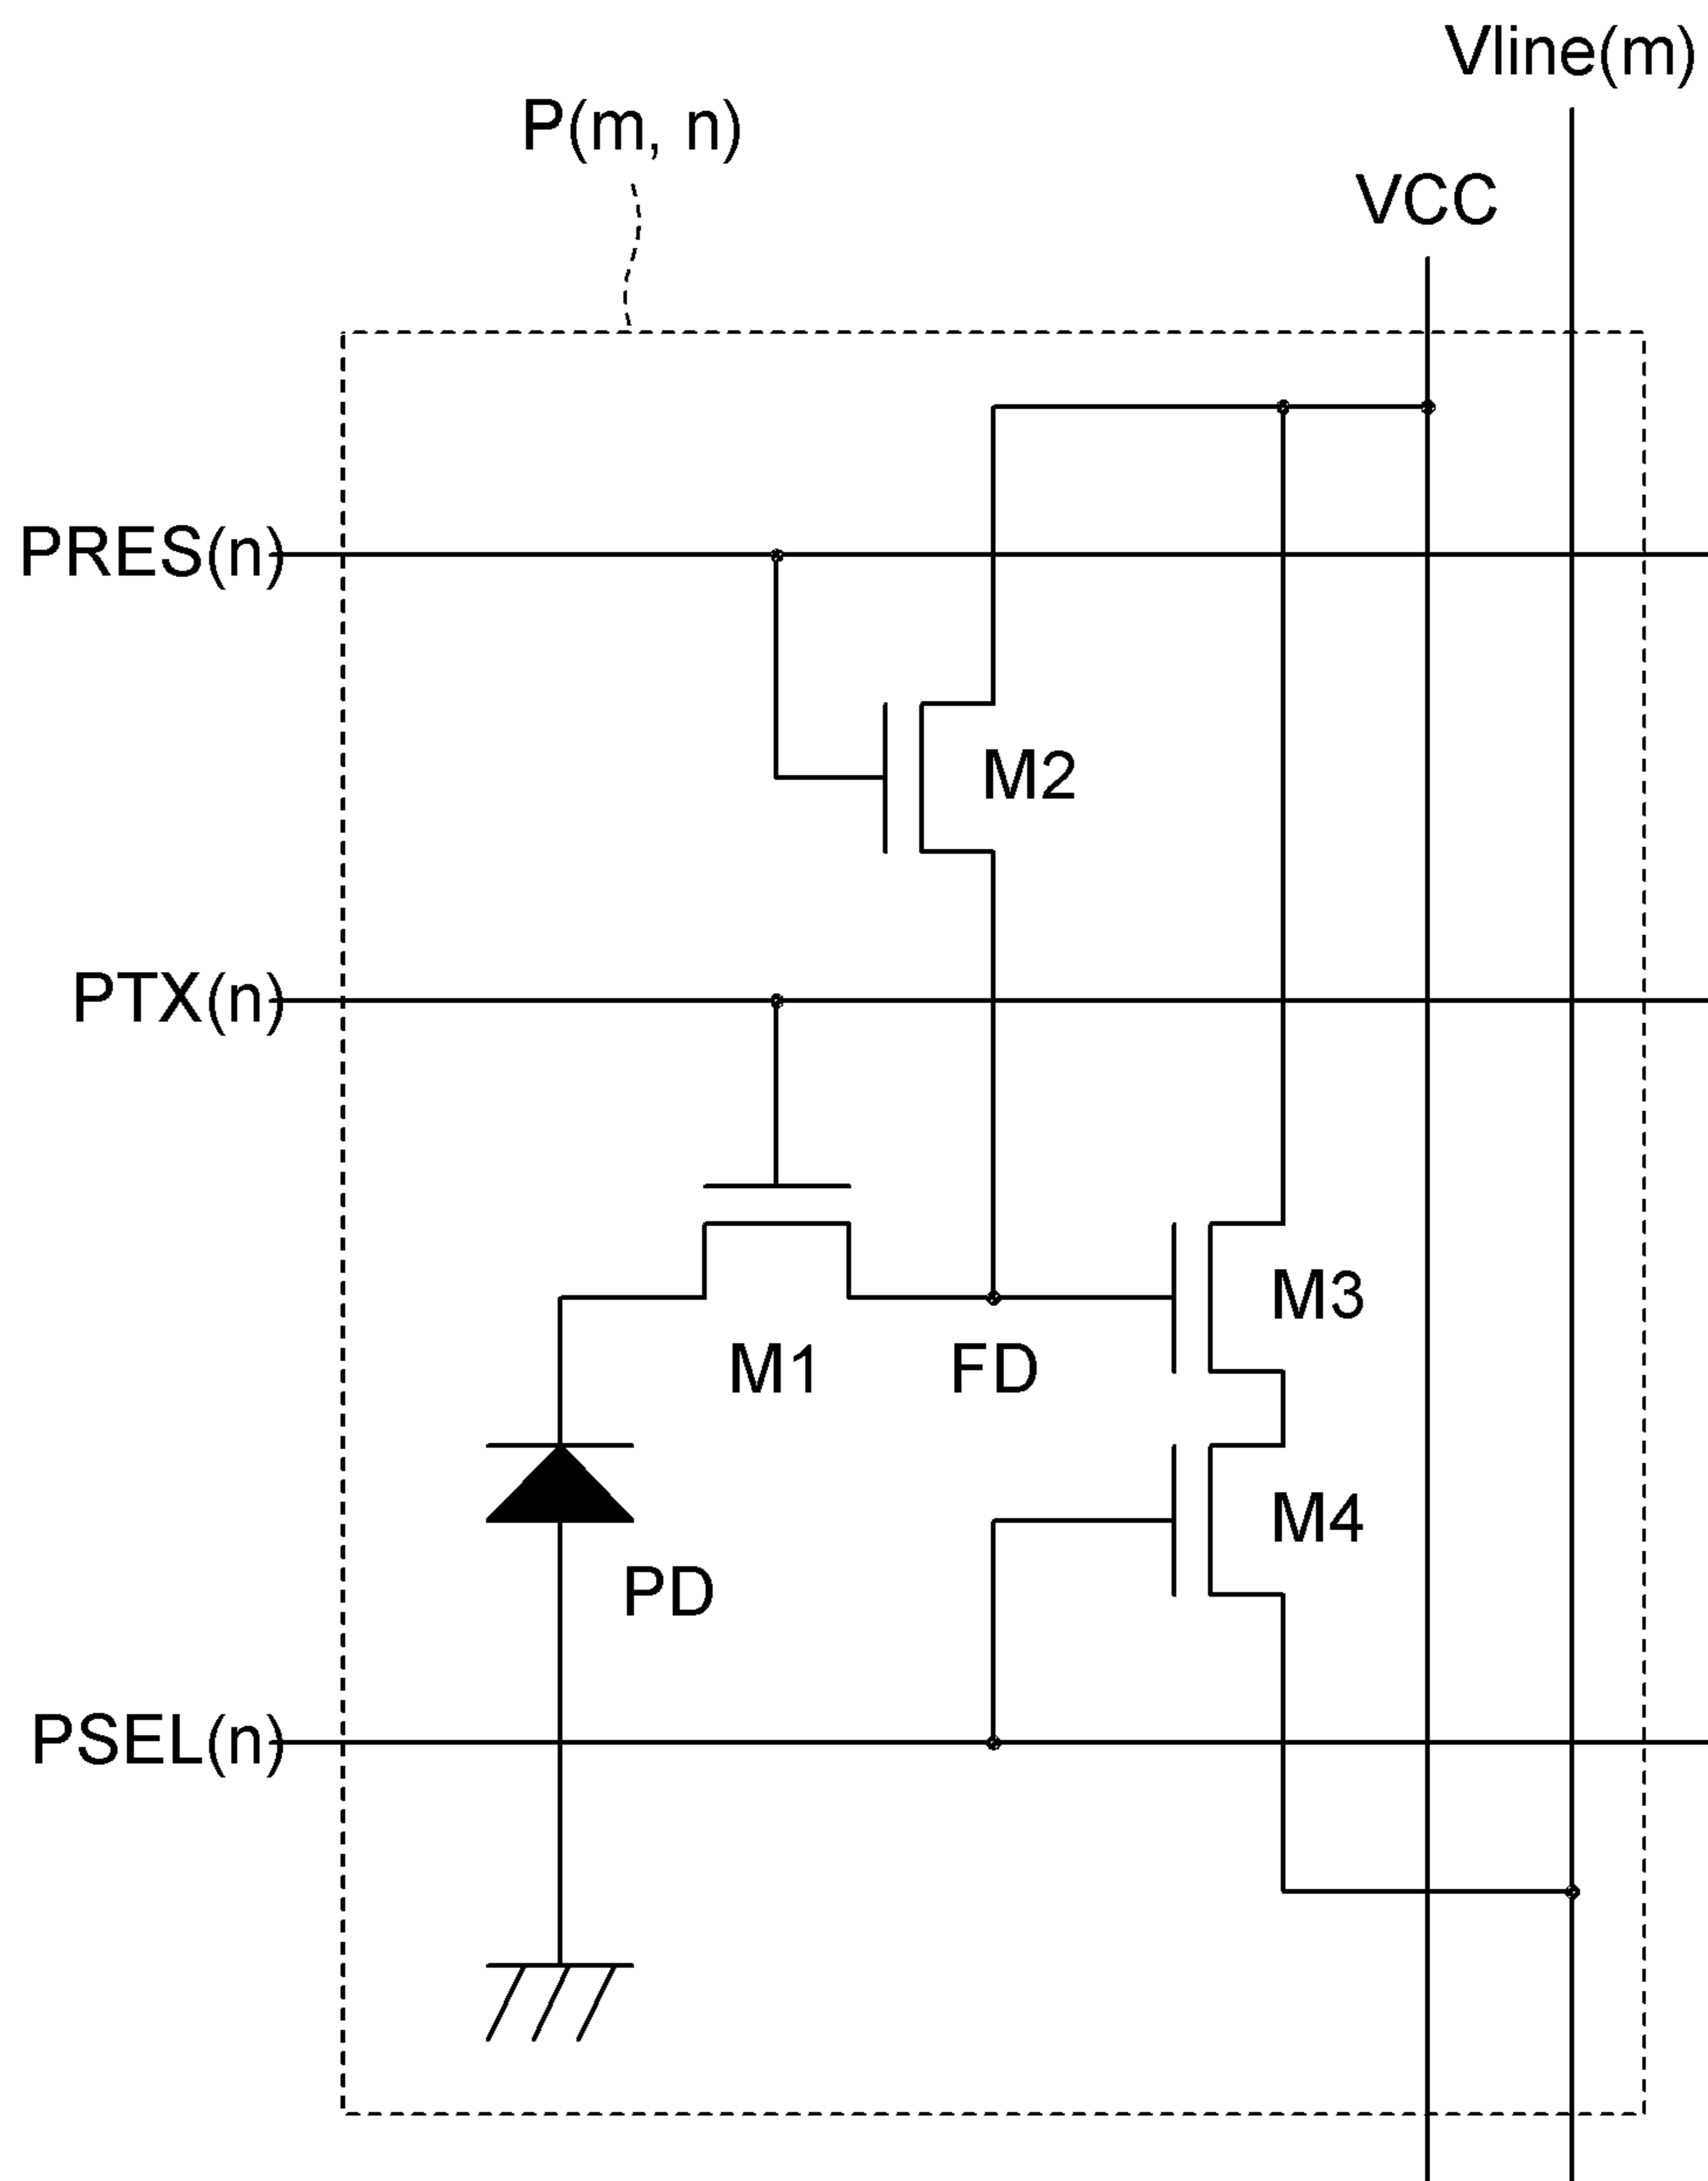 Vline(m)
P(m, n)
VCC
PRES(n)
M2
PTX(n)
M3
M1
FD
M4
PD
PSEL(n)